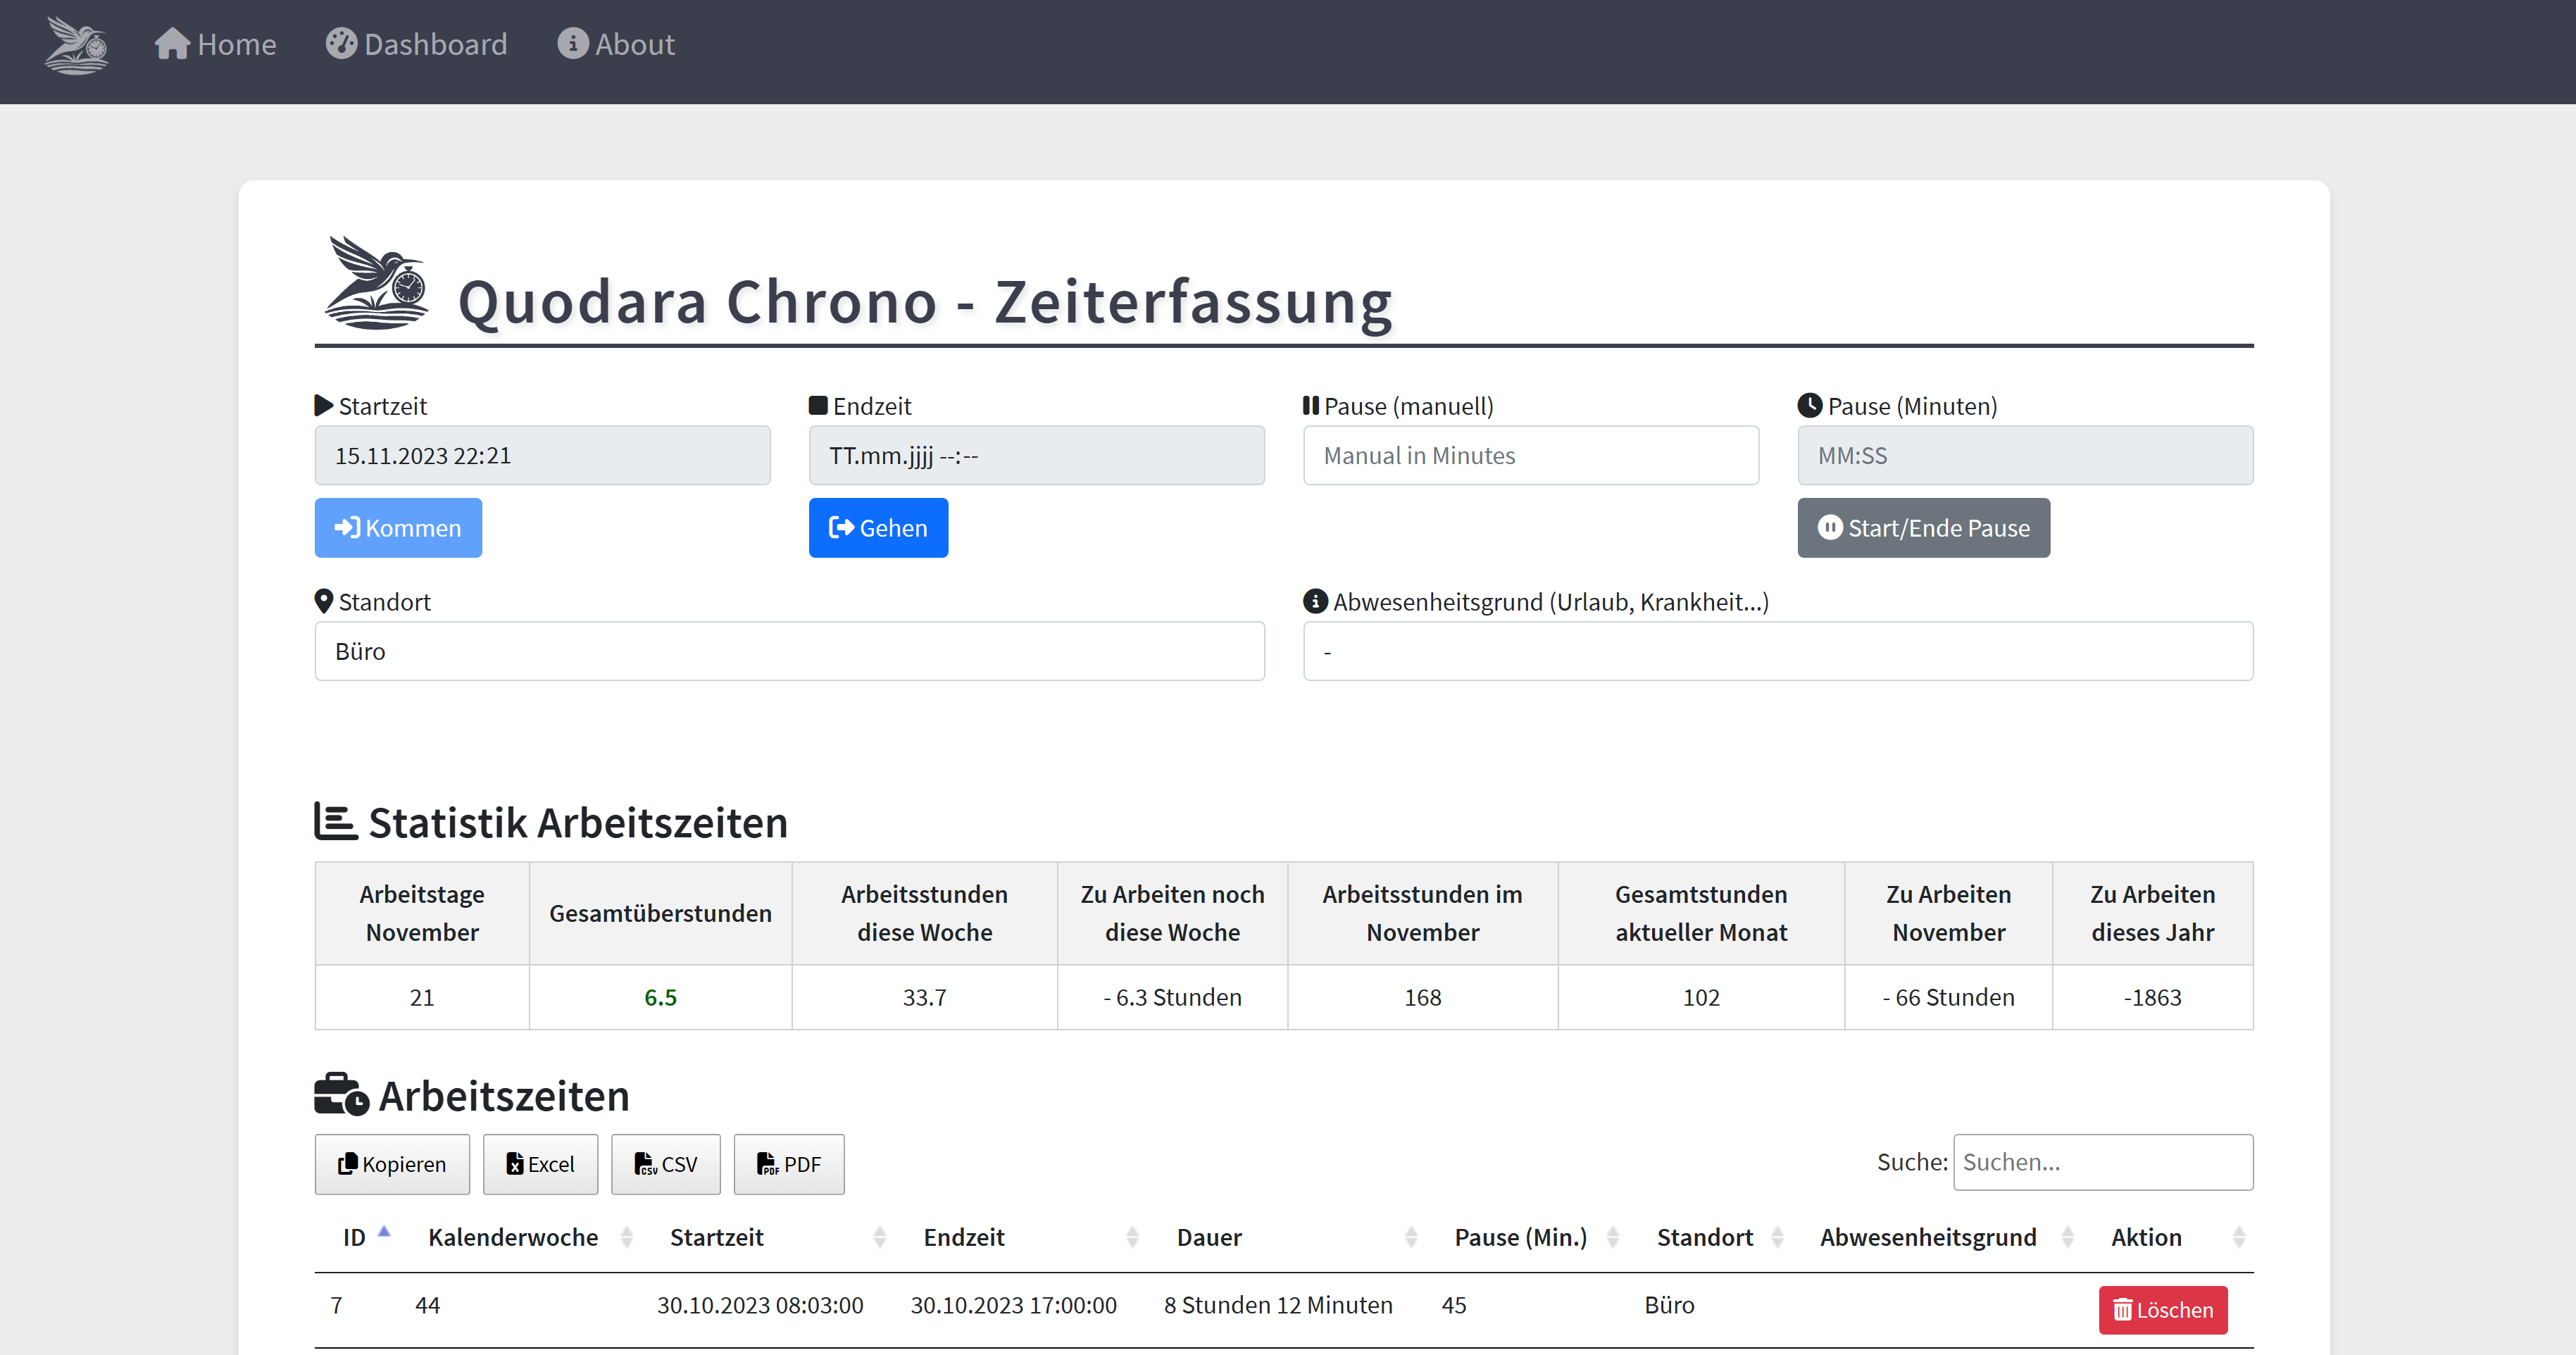 Home Dashboard About
Quodara Chrono - Zeiterfassung
Startzeit Endzeit Pause (manuell) Pause (Minuten)
15.11.2023 22:21 TT.mm.jjjj --:-- Manual in Minutes MM:SS
Kommen Gehen Start/Ende Pause
Standort Abwesenheitsgrund (Urlaub, Krankheit...)
Büro -
Statistik Arbeitszeiten
Arbeitstage November Gesamtüberstunden Arbeitsstunden diese Woche Zu Arbeiten noch diese Woche Arbeitsstunden im November Gesamtstunden aktueller Monat Zu Arbeiten November Zu Arbeiten dieses Jahr
21 6.5 33.7 - 6.3 Stunden 168 102 - 66 Stunden -1863
Arbeitszeiten
Kopieren Excel CSV PDF Suche: Suchen...
ID Kalenderwoche Startzeit Endzeit Dauer Pause (Min.) Standort Abwesenheitsgrund Aktion
7 44 30.10.2023 08:03:00 30.10.2023 17:00:00 8 Stunden 12 Minuten 45 Büro Löschen